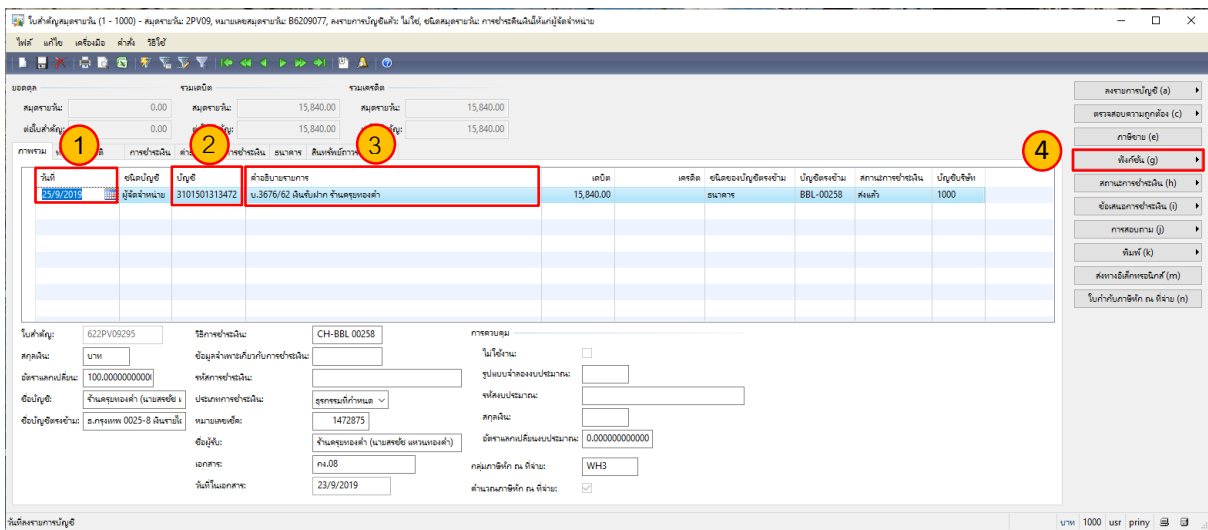 ใบสำคัญสมุดรายวัน (1 - 1000) - สมุดรายวัน: 2PV09, หมายเลขสมุดรายวัน: B6209077, ลงรายการบัญชีแล้ว: ไม่ใช่, ชนิดสมุดรายวัน: การชำระเงินให้แก่ผู้จัดจำหน่าย
ไฟล์ แก้ไข เครื่องมือ คำสั่ง วิธีใช้
ยอดดุล รวมเดบิต รวมเครดิต
สมุดรายวัน: 0.00 สมุดรายวัน: 15,840.00 สมุดรายวัน: 15,840.00
ต่อใบสำคัญ: 0.00 15,840.00 15,840.00
1 2 3 4
ภาพรวม การชำระเงิน ธนาคาร
วันที่ ชนิดบัญชี บัญชี คำอธิบายรายการ เดบิต เครดิต ชนิดของบัญชีตรงข้าม บัญชีตรงข้าม สถานะการชำระเงิน บัญชีบริษัท
25/9/2019 ผู้จัดจำหน่าย 3101501313472 บ.3676/62 เงินรับฝาก ร้านครุยทองคำ 15,840.00 ธนาคาร BBL-00258 ส่งแล้ว 1000
ลงรายการบัญชี (a)
ตรวจสอบความถูกต้อง (c)
ภาษีขาย (e)
ฟังก์ชัน (g)
สถานะการชำระเงิน (h)
ข้อเสนอการชำระเงิน (i)
การสอบถาม (j)
พิมพ์ (k)
ส่งทางอิเล็กทรอนิกส์ (m)
ใบกำกับภาษีหัก ณ ที่จ่าย (n)
ใบสำคัญ: 622PV09295 วิธีการชำระเงิน: CH-BBL 00258 การควบคุม
สกุลเงิน: บาท ข้อมูลจำเพาะเกี่ยวกับการชำระเงิน: ไม่ใช้งาน:
อัตราแลกเปลี่ยน: 100.0000000000 รหัสการชำระเงิน: รูปแบบจำลองงบประมาณ:
ชื่อบัญชี: ร้านครุยทองคำ (นายสรชัย ประเภทการชำระเงิน: ธุรกรรมที่กำหนด รหัสงบประมาณ:
ชื่อบัญชีตรงข้าม: ธ.กรุงเทพ 0025-8 เงินรายได้ หมายเลขเช็ค: 1472875 สกุลเงิน:
ชื่อผู้รับ: ร้านครุยทองคำ (นายสรชัย แหวนทองคำ) อัตราแลกเปลี่ยนงบประมาณ: 0.000000000000
เอกสาร: กง.08 กลุ่มภาษีหัก ณ ที่จ่าย: WH3
วันที่ในเอกสาร: 23/9/2019 คำนวณภาษีหัก ณ ที่จ่าย:
วันที่ลงรายการบัญชี บาท 1000 usr priny